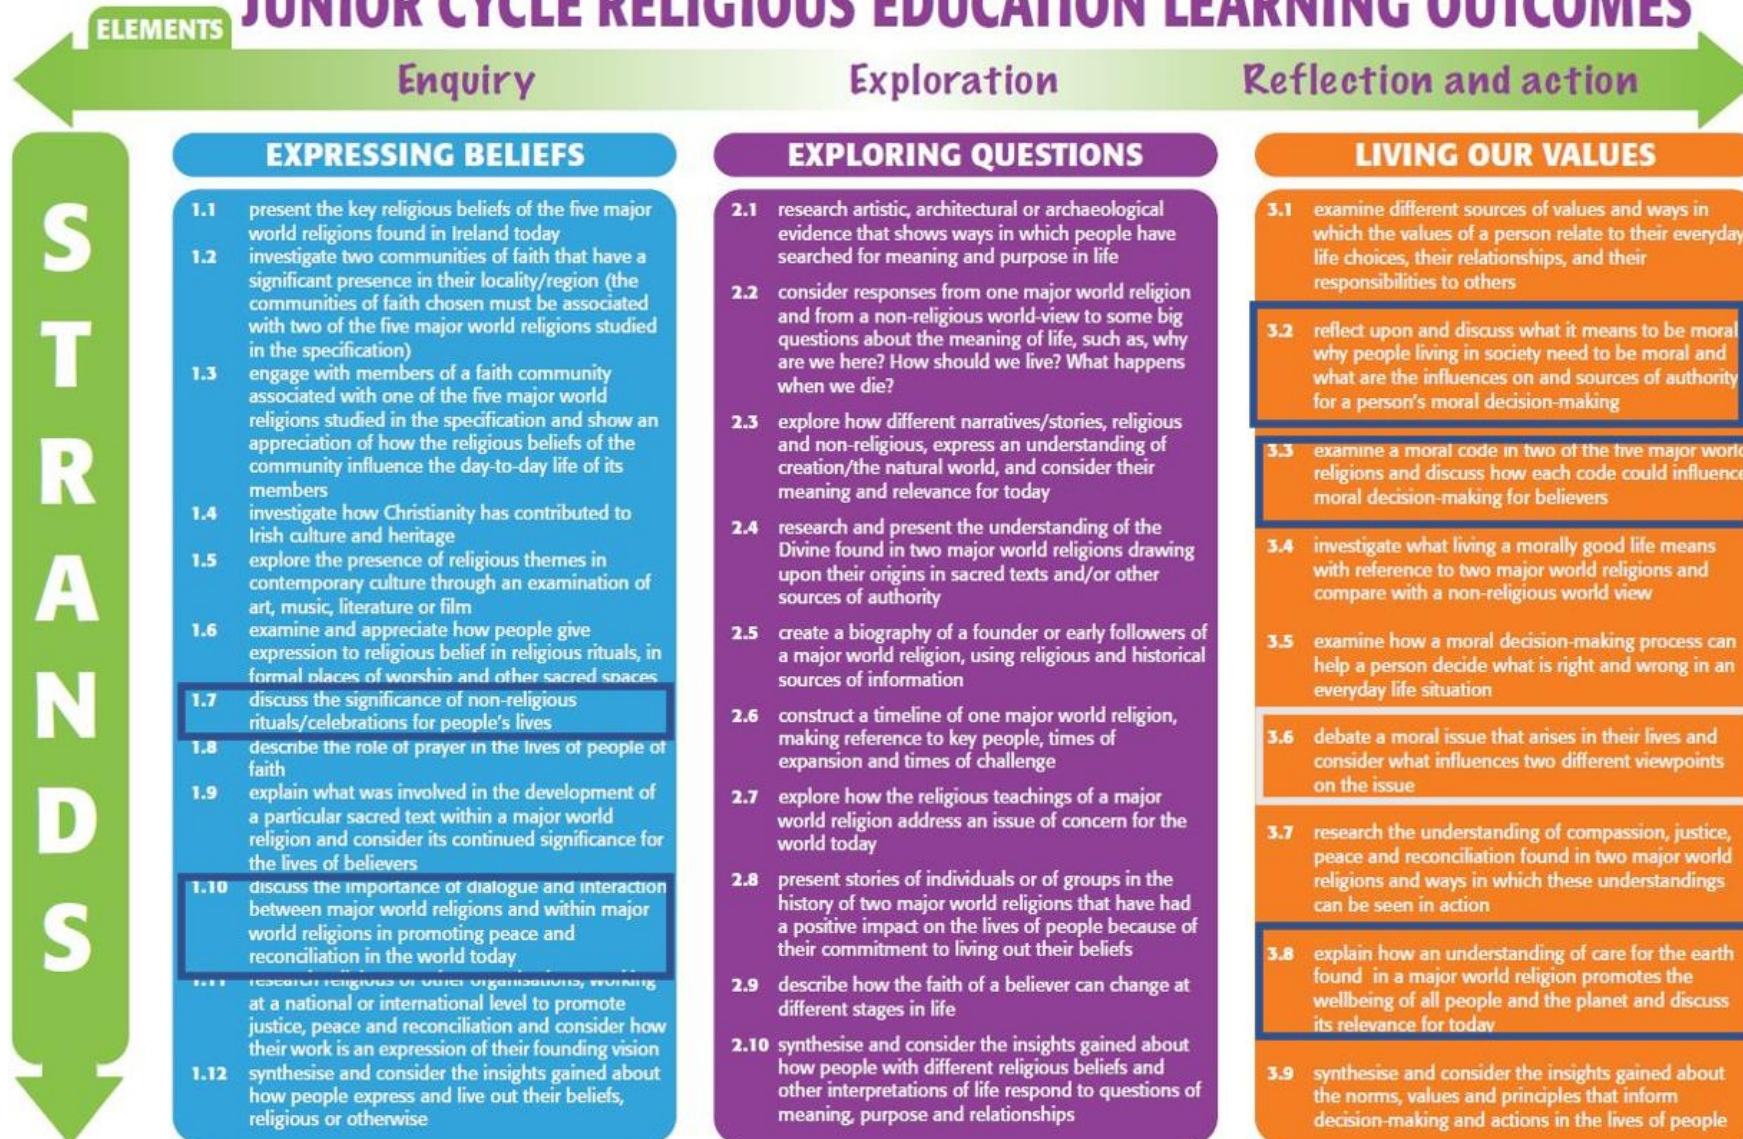 ELEMENTS
JUNIOR CYCLE RELIGIOUS EDUCATION LEARNING OUTCOMES
Enquiry
Exploration
Reflection and action
STRANDS
EXPRESSING BELIEFS
1.1 present the key religious beliefs of the five major
world religions found in Ireland today
1.2 investigate two communities of faith that have a
significant presence in their locality/region (the
communities of faith chosen must be associated
with two of the five major world religions studied
in the specification)
1.3 engage with members of a faith community
associated with one of the five major world
religions studied in the specification and show an
appreciation of how the religious beliefs of the
community influence the day-to-day life of its
members
1.4 investigate how Christianity has contributed to
Irish culture and heritage
1.5 explore the presence of religious themes in
contemporary culture through an examination of
art, music, literature or film
1.6 examine and appreciate how people give
expression to religious belief in religious rituals, in
formal places of worship and other sacred spaces
1.7 discuss the significance of non-religious
rituals/celebrations for people's lives
1.8 describe the role of prayer in the lives of people of
faith
1.9 explain what was involved in the development of
a particular sacred text within a major world
religion and consider its continued significance for
the lives of believers
1.10 discuss the importance of dialogue and interaction
between major world religions and within major
world religions in promoting peace and
reconciliation in the world today
1.11 research religious or other organisations, working
at a national or international level to promote
justice, peace and reconciliation and consider how
their work is an expression of their founding vision
1.12 synthesise and consider the insights gained about
how people express and live out their beliefs,
religious or otherwise
EXPLORING QUESTIONS
2.1 research artistic, architectural or archaeological
evidence that shows ways in which people have
searched for meaning and purpose in life
2.2 consider responses from one major world religion
and from a non-religious world-view to some big
questions about the meaning of life, such as, why
are we here? How should we live? What happens
when we die?
2.3 explore how different narratives/stories, religious
and non-religious, express an understanding of
creation/the natural world, and consider their
meaning and relevance for today
2.4 research and present the understanding of the
Divine found in two major world religions drawing
upon their origins in sacred texts and/or other
sources of authority
2.5 create a biography of a founder or early followers of
a major world religion, using religious and historical
sources of information
2.6 construct a timeline of one major world religion,
making reference to key people, times of
expansion and times of challenge
2.7 explore how the religious teachings of a major
world religion address an issue of concern for the
world today
2.8 present stories of individuals or of groups in the
history of two major world religions that have had
a positive impact on the lives of people because of
their commitment to living out their beliefs
2.9 describe how the faith of a believer can change at
different stages in life
2.10 synthesise and consider the insights gained about
how people with different religious beliefs and
other interpretations of life respond to questions of
meaning, purpose and relationships
LIVING OUR VALUES
3.1 examine different sources of values and ways in
which the values of a person relate to their everyday
life choices, their relationships, and their
responsibilities to others
3.2 reflect upon and discuss what it means to be moral
why people living in society need to be moral and
what are the influences on and sources of authority
for a person's moral decision-making
3.3 examine a moral code in two of the five major world
religions and discuss how each code could influence
moral decision-making for believers
3.4 investigate what living a morally good life means
with reference to two major world religions and
compare with a non-religious world view
3.5 examine how a moral decision-making process can
help a person decide what is right and wrong in an
everyday life situation
3.6 debate a moral issue that arises in their lives and
consider what influences two different viewpoints
on the issue
3.7 research the understanding of compassion, justice,
peace and reconciliation found in two major world
religions and ways in which these understandings
can be seen in action
3.8 explain how an understanding of care for the earth
found in a major world religion promotes the
wellbeing of all people and the planet and discuss
its relevance for today
3.9 synthesise and consider the insights gained about
the norms, values and principles that inform
decision-making and actions in the lives of people